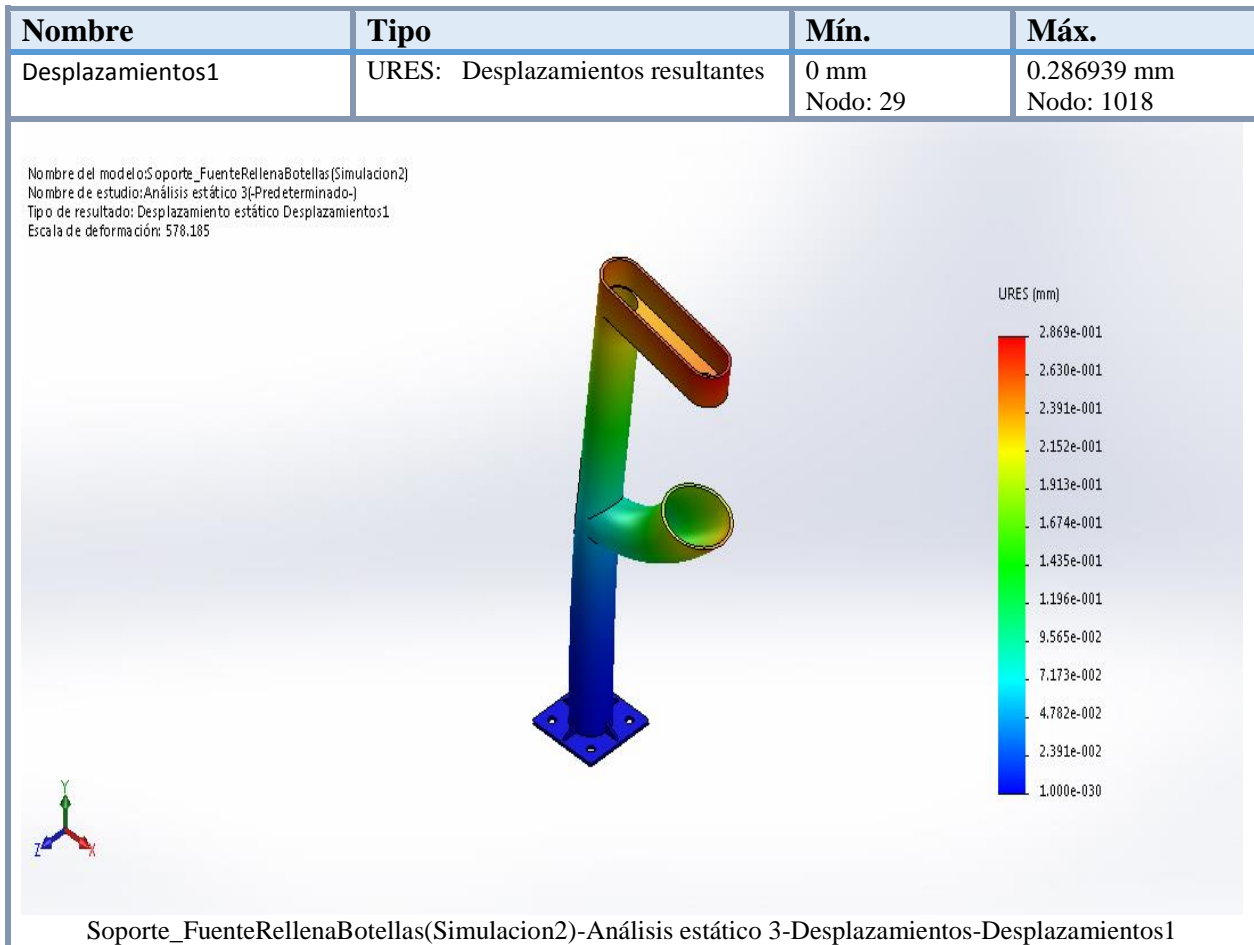 Nombre Tipo Mín. Máx.
Desplazamientos1 URES: Desplazamientos resultantes 0 mm 0.286939 mm
Nodo: 29 Nodo: 1018
Nombre del modelo:Soporte_FuenteRellenaBotellas(Simulacion2)
Nombre de estudio:Análisis estático 3(-Predeterminado-)
Tipo de resultado: Desplazamiento estático Desplazamientos1
Escala de deformación: 578.185
URES (mm)
2.869e-001
2.630e-001
2.391e-001
2.152e-001
1.913e-001
1.674e-001
1.435e-001
1.196e-001
9.565e-002
7.173e-002
4.782e-002
2.391e-002
1.000e-030
Y
Z X
Soporte_FuenteRellenaBotellas(Simulacion2)-Análisis estático 3-Desplazamientos-Desplazamientos1